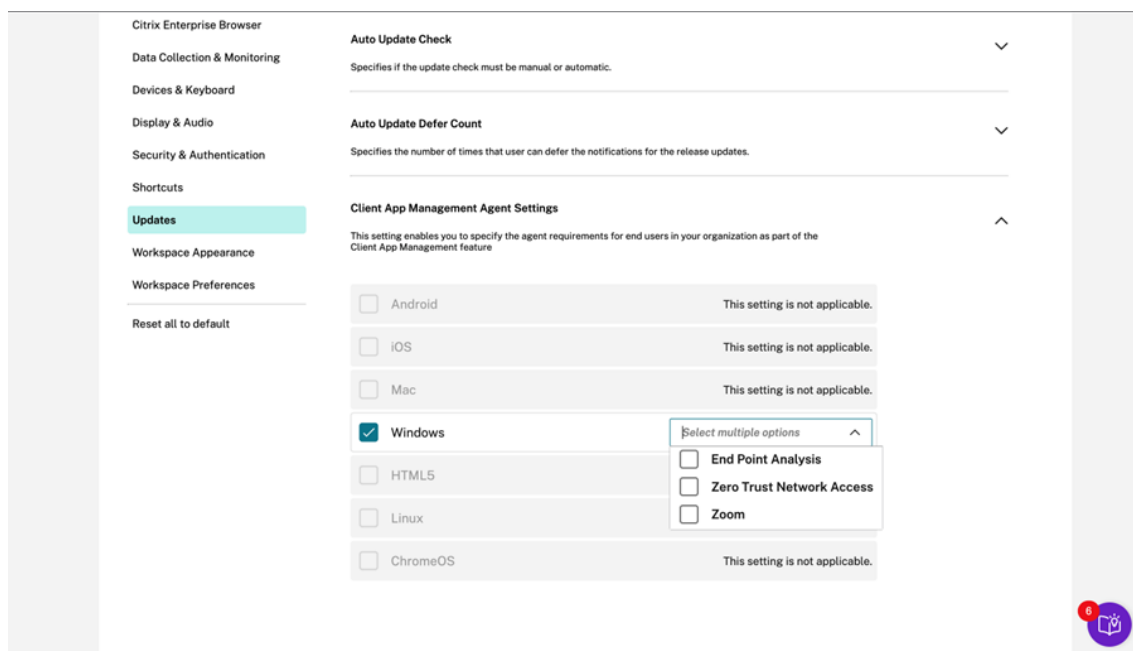 Citrix Enterprise Browser
Data Collection & Monitoring
Devices & Keyboard
Display & Audio
Security & Authentication
Shortcuts
Updates
Workspace Appearance
Workspace Preferences
Reset all to default
Auto Update Check
Specifies if the update check must be manual or automatic.
Auto Update Defer Count
Specifies the number of times that user can defer the notifications for the release updates.
Client App Management Agent Settings
This setting enables you to specify the agent requirements for end users in your organization as part of the
Client App Management feature
Android This setting is not applicable.
iOS This setting is not applicable.
Mac This setting is not applicable.
Windows Select multiple options
End Point Analysis
HTML5
Zero Trust Network Access
Zoom
Linux
ChromeOS This setting is not applicable.
6